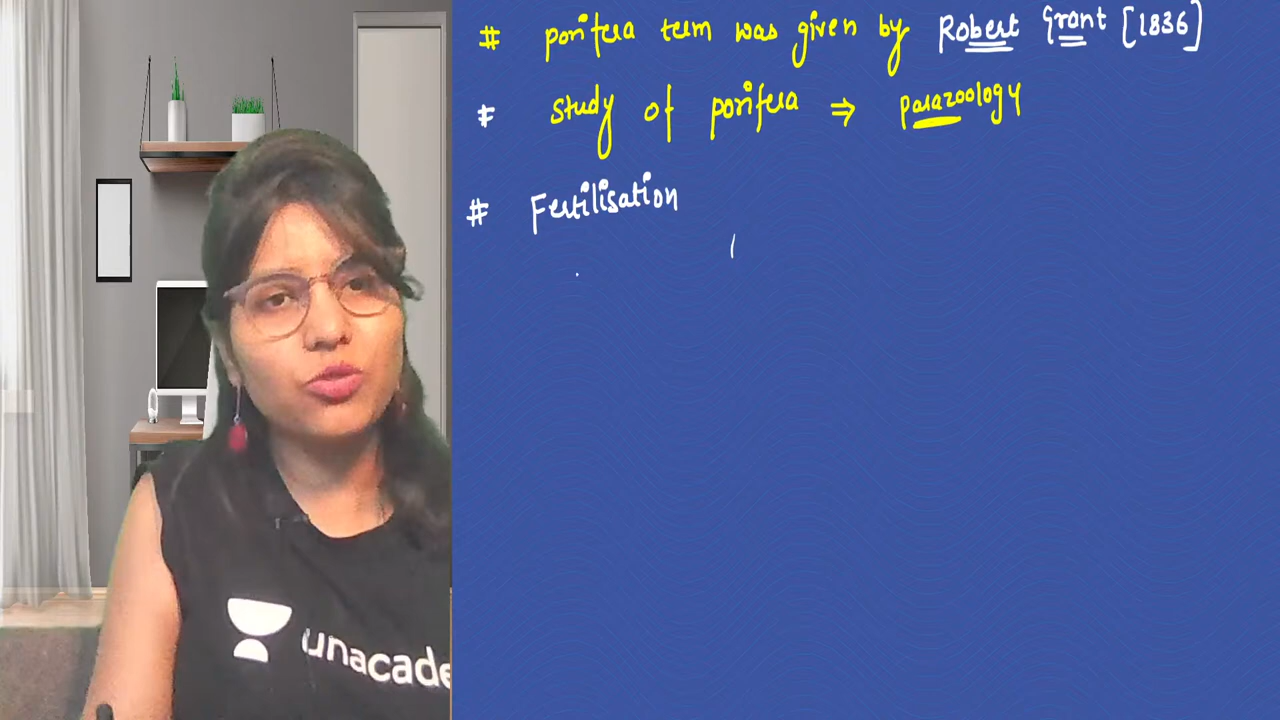 # porifera term was given by Robert Grant [1836]
# Study of porifera ⇒ parazoology
# Fertilisation
unacade